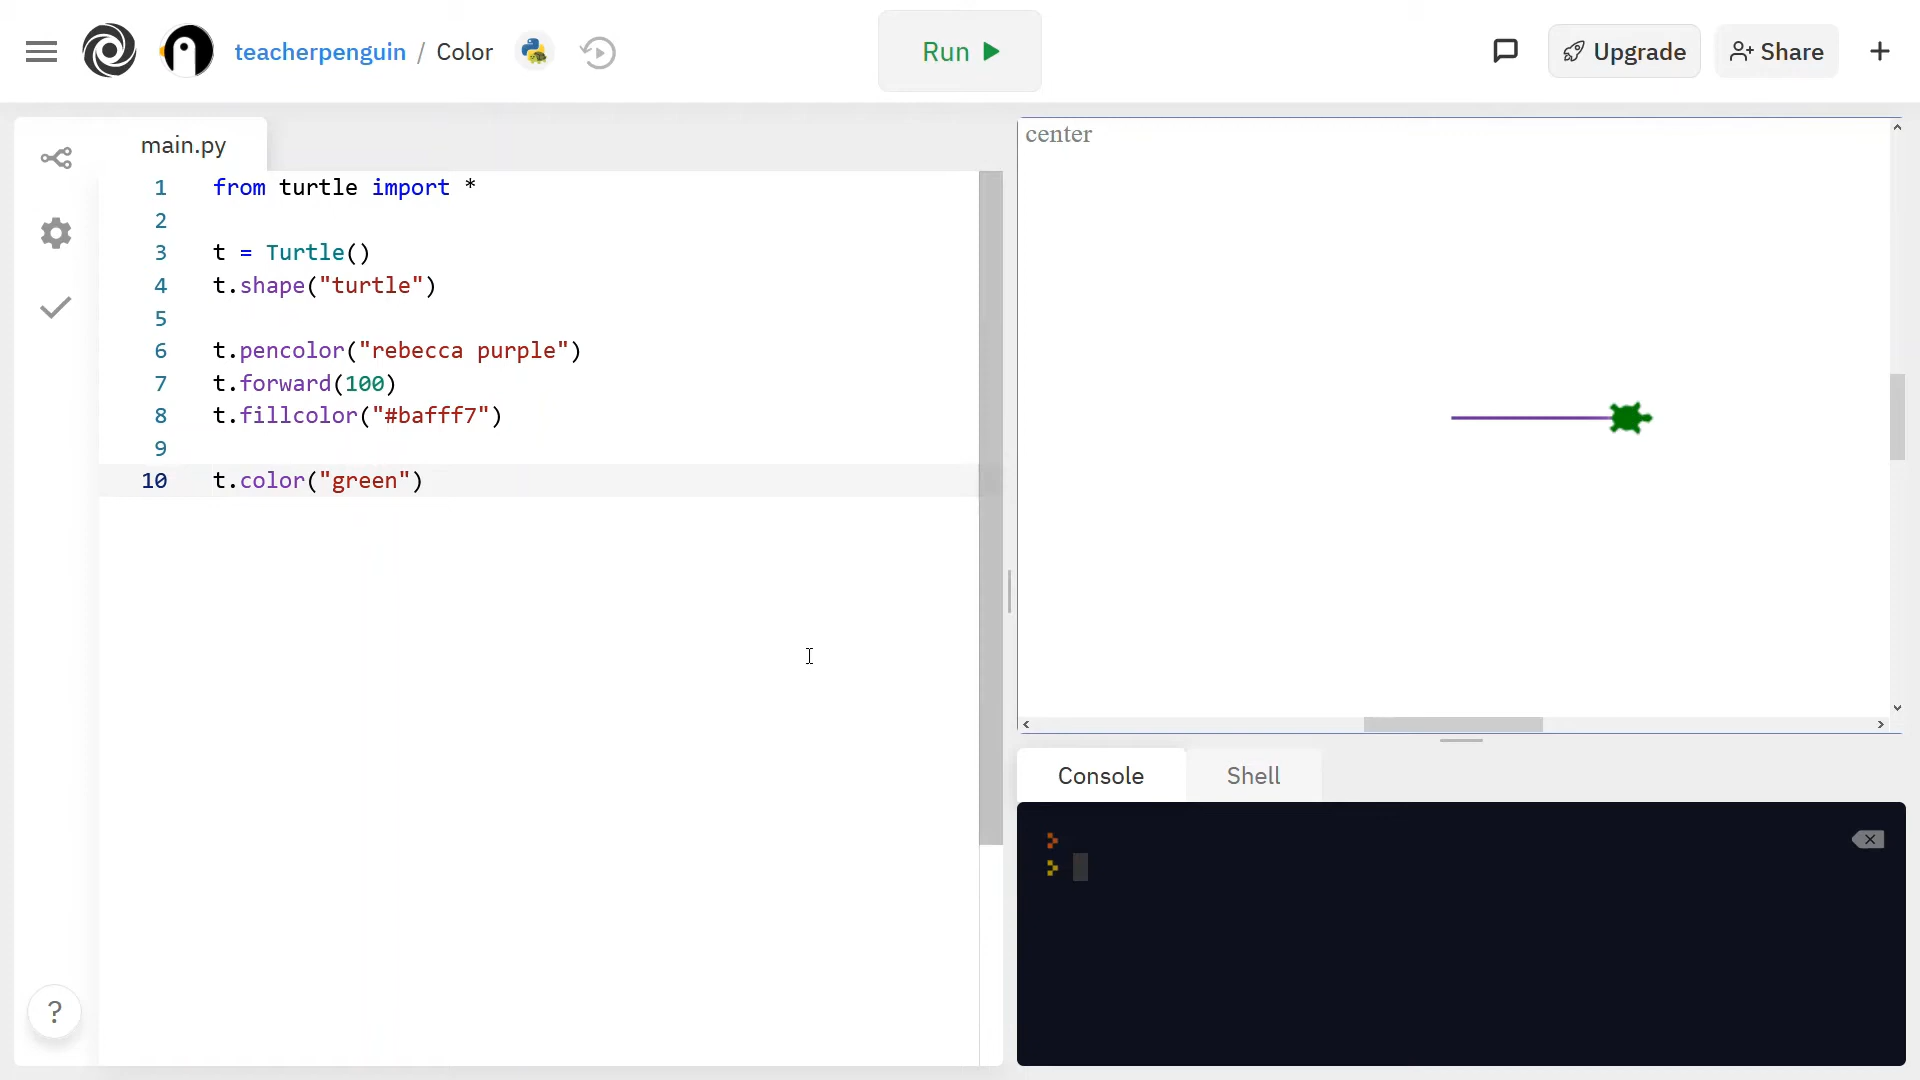 teacherpenguin / Color
Run
Upgrade
Share
main.py
1 from turtle import *
2
3 t = Turtle()
4 t.shape("turtle")
5
6 t.pencolor("rebecca purple")
7 t.forward(100)
8 t.fillcolor("#bafff7")
9
10 t.color("green")
?
center
Console
Shell